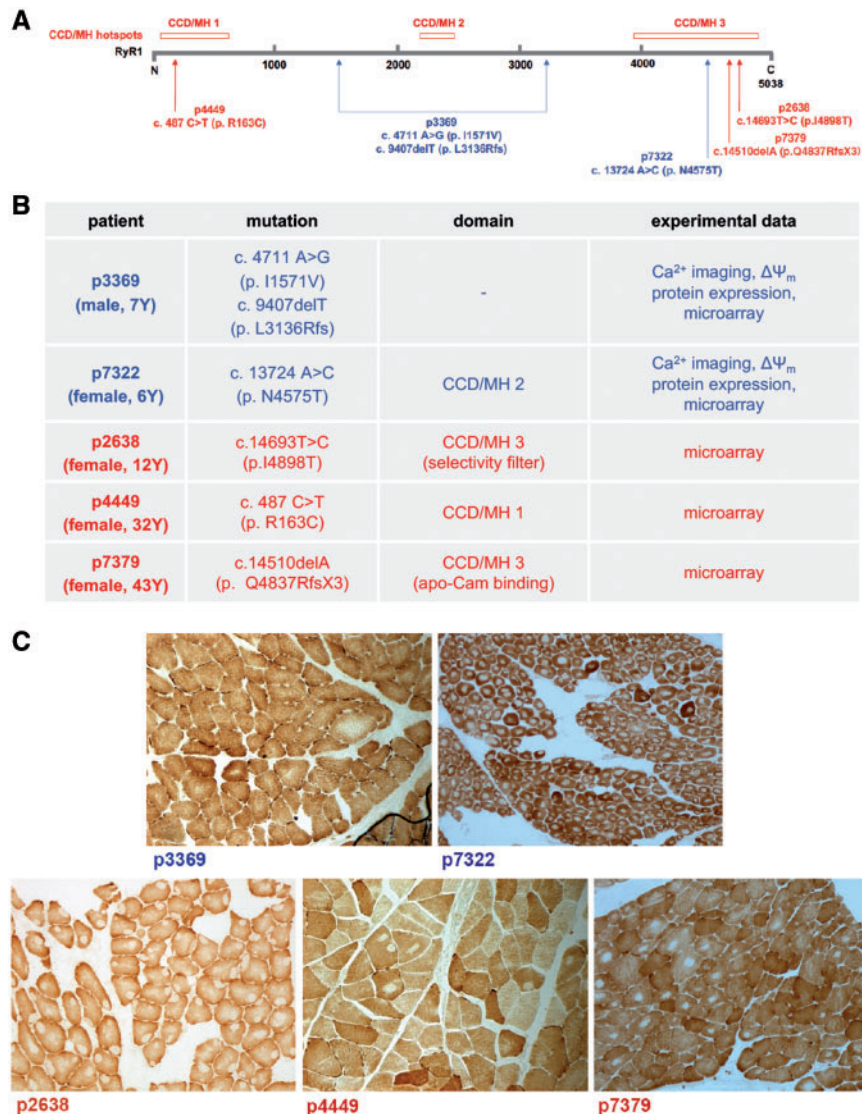 A
CCD/MH hotspots
CCD/MH 1
CCD/MH 2
CCD/MH 3
RyR1
N
1000
2000
3000
4000
C
5038
p4449
c. 487 C>T (p. R163C)
p3369
c. 4711 A>G (p. I1571V)
c. 9407delT (p. L3136Rfs)
p7322
c. 13724 A>C (p. N4575T)
p2638
c.14693T>C (p.I4898T)
p7379
c.14510delA (p.Q4837RfsX3)
B
patient mutation domain experimental data
p3369
(male, 7Y)
c. 4711 A>G
(p. I1571V)
c. 9407delT
(p. L3136Rfs)
-
Ca²⁺ imaging, ΔΨm
protein expression,
microarray
p7322
(female, 6Y)
c. 13724 A>C
(p. N4575T)
CCD/MH 2
Ca²⁺ imaging, ΔΨm
protein expression,
microarray
p2638
(female, 12Y)
c.14693T>C
(p.I4898T)
CCD/MH 3
(selectivity filter)
microarray
p4449
(female, 32Y)
c. 487 C>T
(p. R163C)
CCD/MH 1
microarray
p7379
(female, 43Y)
c.14510delA
(p. Q4837RfsX3)
CCD/MH 3
(apo-Cam binding)
microarray
C
p3369
p7322
p2638
p4449
p7379